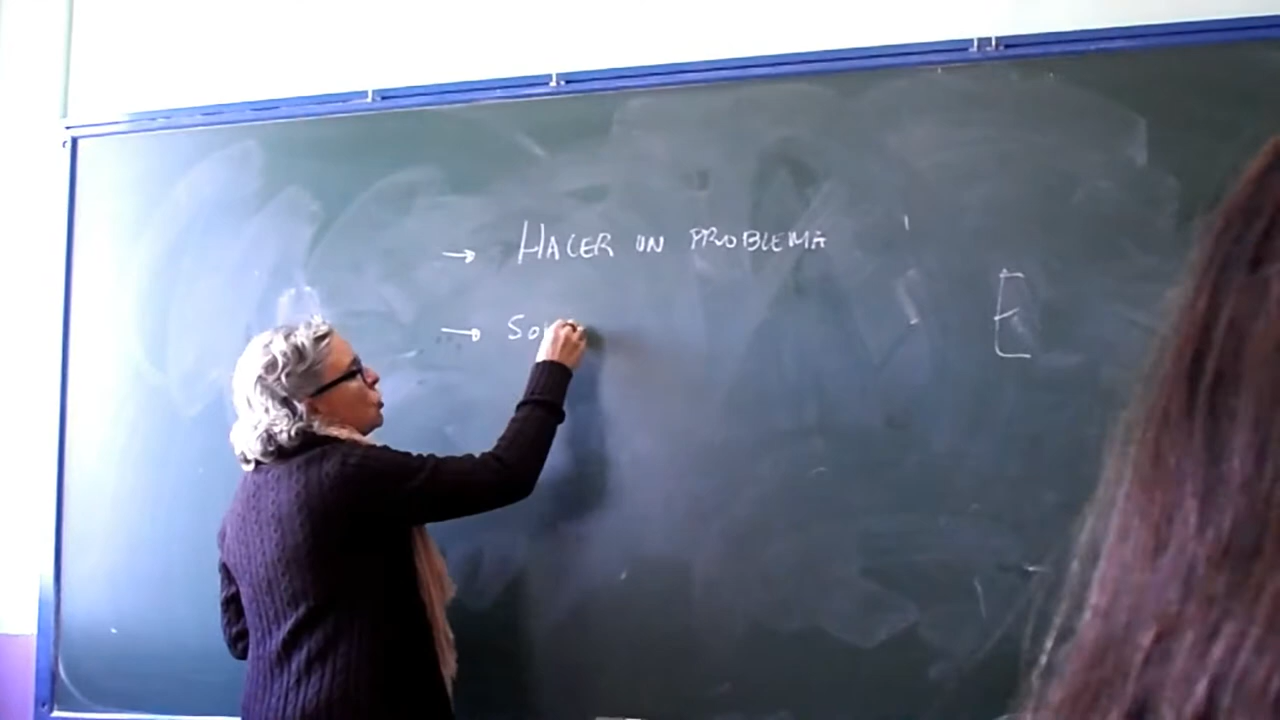 → HACER UN PROBLEMA
→ So